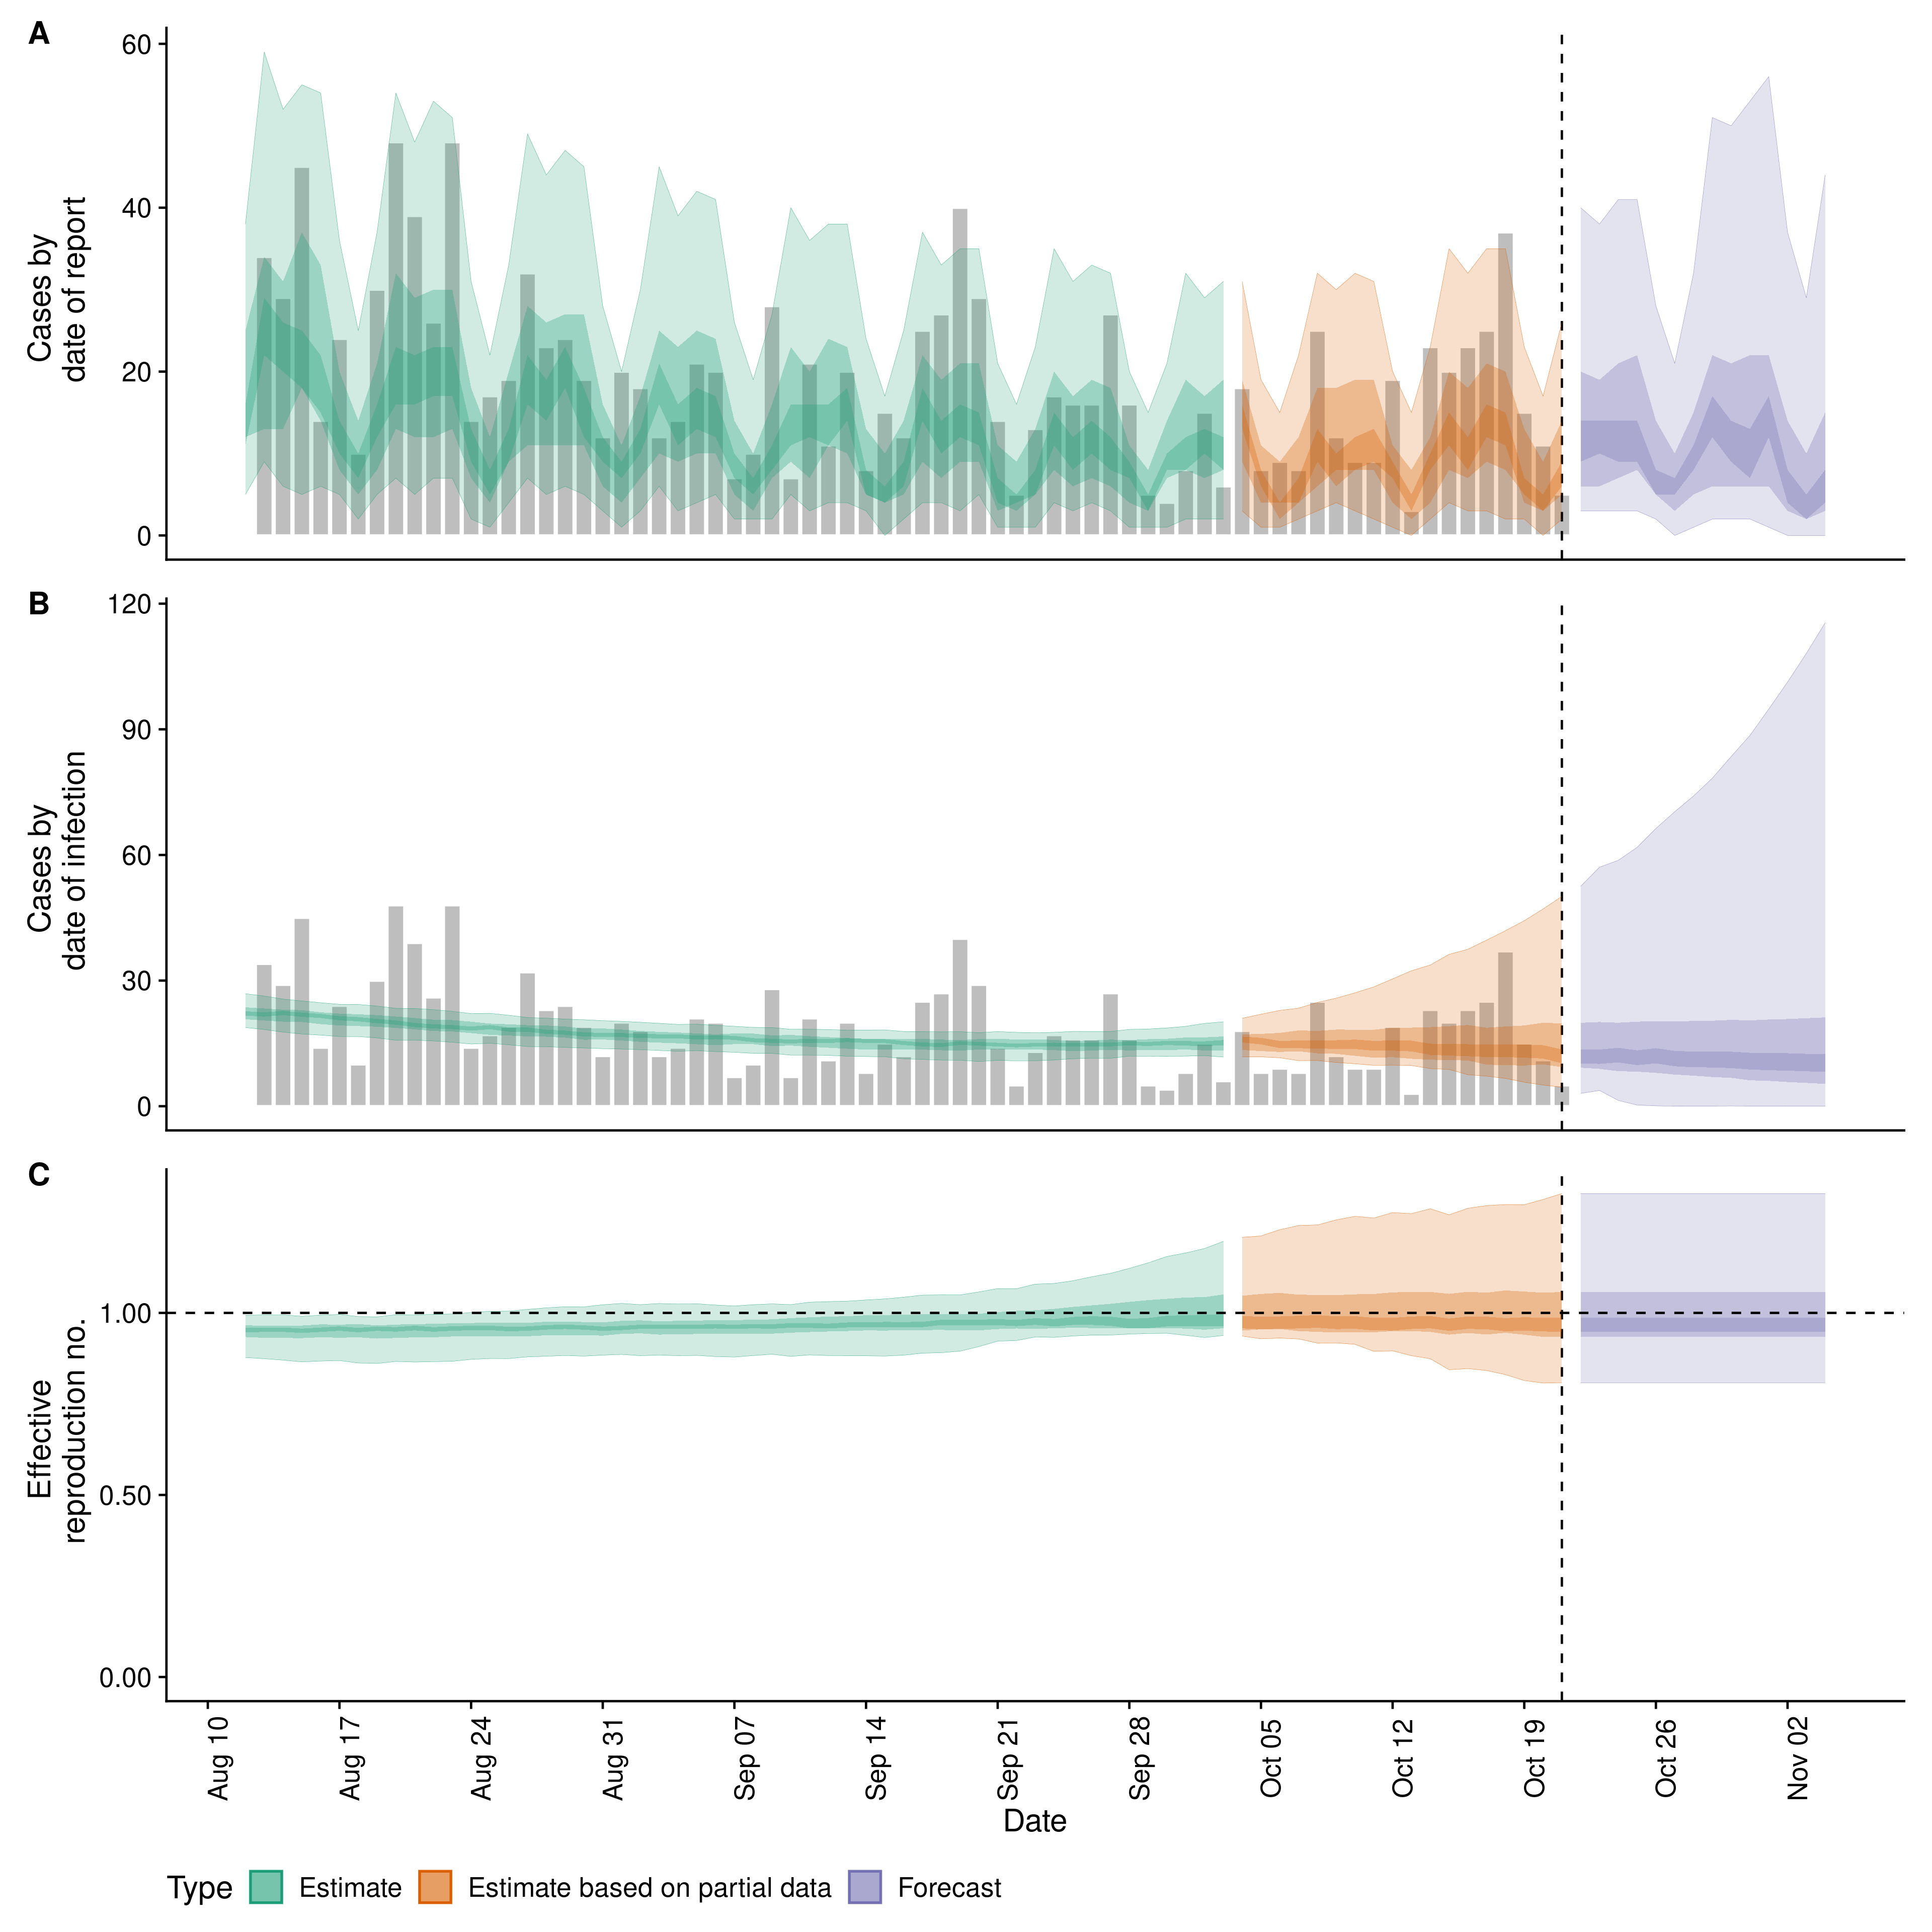 A
60
40
20
0
Cases by
date of report
B
120
90
60
30
0
Cases by
date of infection
C
1.00
0.50
0.00
Effective
reproduction no.
Aug 10
Aug 17
Aug 24
Aug 31
Sep 07
Sep 14
Sep 21
Sep 28
Oct 05
Oct 12
Oct 19
Oct 26
Nov 02
Date
Type Estimate Estimate based on partial data Forecast